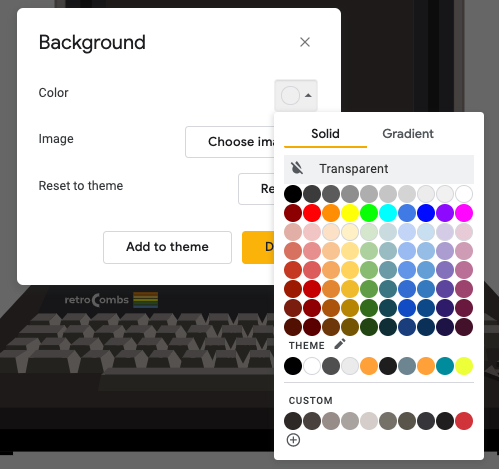 Background
Color
Image
Choose ima
Reset to theme
Re
Add to theme
D
Solid
Gradient
Transparent
THEME
CUSTOM
retroCombs